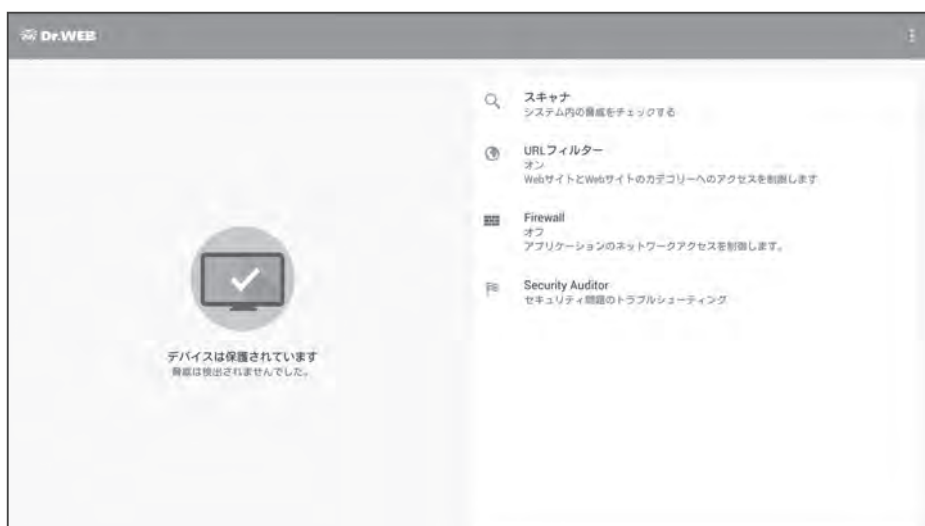 Dr.WEB
スキャナ
システム内の脅威をチェックする
URLフィルター
オン
WebサイトとWebサイトのカテゴリーへのアクセスを制御します
Firewall
オフ
アプリケーションのネットワークアクセスを制御します。
Security Auditor
セキュリティ問題のトラブルシューティング
デバイスは保護されています
脅威は検出されませんでした。